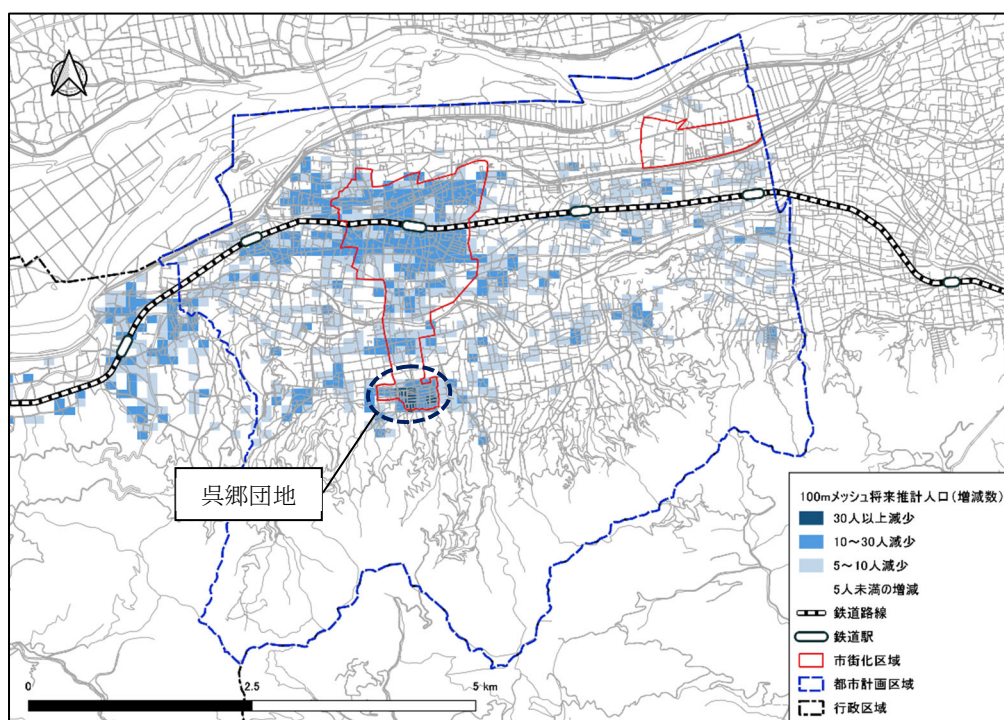 呉郷団地
100mメッシュ将来推計人口(増減数)
30人以上減少
10～30人減少
5～10人減少
5人未満の増減
鉄道路線
鉄道駅
市街化区域
都市計画区域
行政区域
0 2.5 5 km